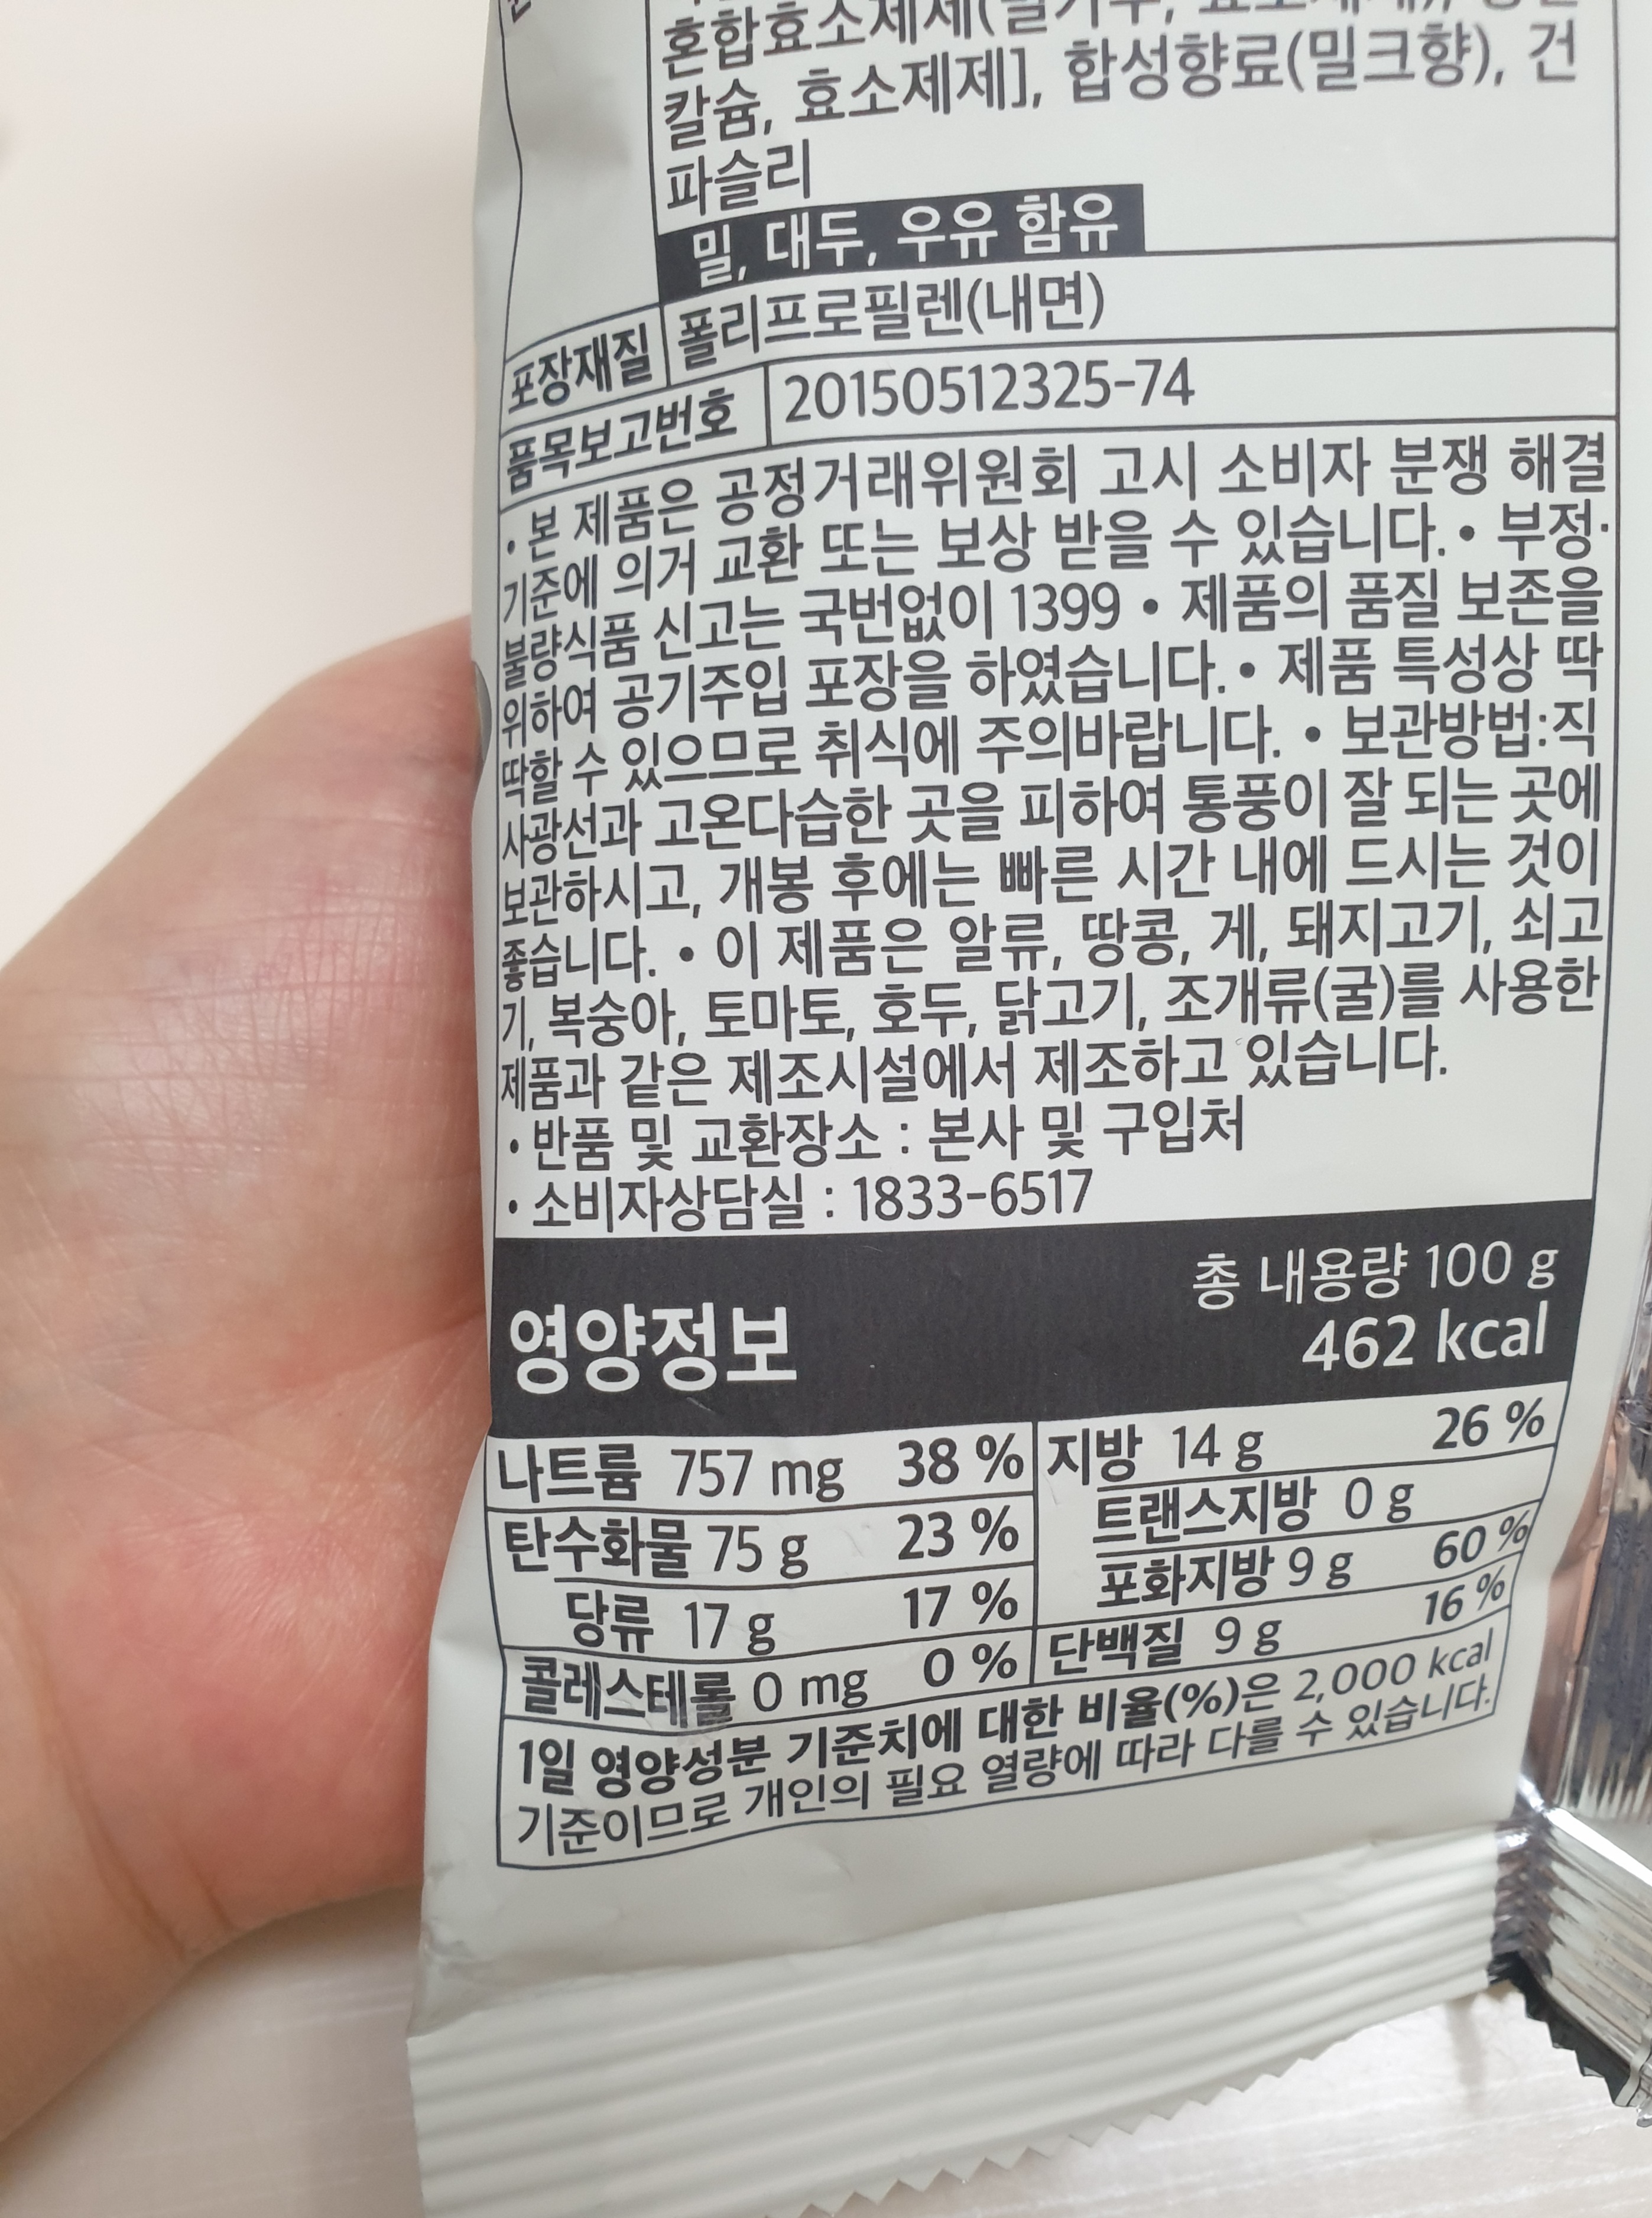 혼합효소제제(밀가루, 효소제제),
칼슘, 효소제제], 합성향료(밀크향), 건
파슬리
밀, 대두, 우유 함유
포장재질 폴리프로필렌(내면)
품목보고번호 20150512325-74
• 본 제품은 공정거래위원회 고시 소비자 분쟁 해결
기준에 의거 교환 또는 보상 받을 수 있습니다. • 부정·
불량식품 신고는 국번없이 1399 • 제품의 품질 보존을
위하여 공기주입 포장을 하였습니다. • 제품 특성상 딱
딱할 수 있으므로 취식에 주의바랍니다. • 보관방법:직
사광선과 고온다습한 곳을 피하여 통풍이 잘 되는 곳에
보관하시고, 개봉 후에는 빠른 시간 내에 드시는 것이
좋습니다. • 이 제품은 알류, 땅콩, 게, 돼지고기, 쇠고
기, 복숭아, 토마토, 호두, 닭고기, 조개류(굴)를 사용한
제품과 같은 제조시설에서 제조하고 있습니다.
• 반품 및 교환장소 : 본사 및 구입처
• 소비자상담실 : 1833-6517
영양정보
총 내용량 100 g
462 kcal
나트륨 757 mg 38 %
탄수화물 75 g 23 %
당류 17 g 17 %
콜레스테롤 0 mg 0 %
지방 14 g 26 %
트랜스지방 0 g
포화지방 9 g 60 %
단백질 9 g 16 %
1일 영양성분 기준치에 대한 비율(%)은 2,000 kcal
기준이므로 개인의 필요 열량에 따라 다를 수 있습니다.